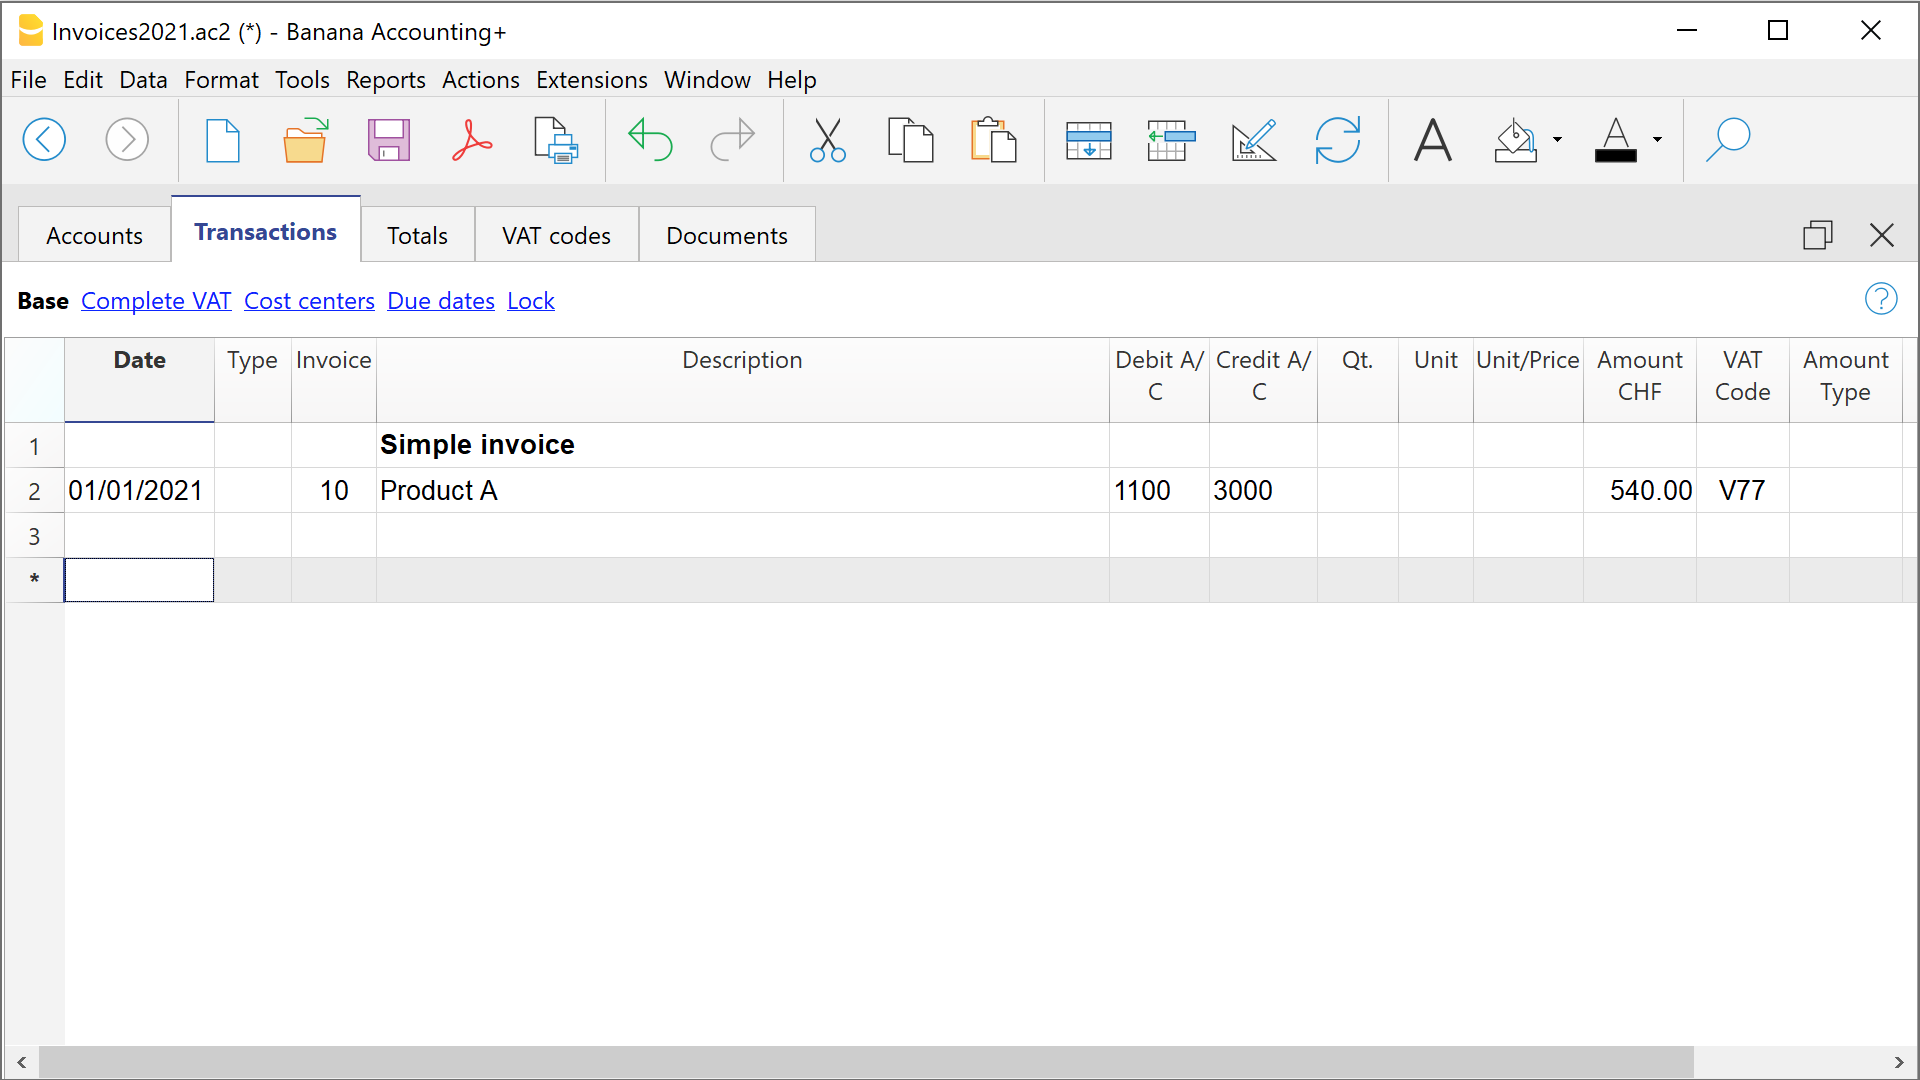 Invoices2021.ac2 (*) - Banana Accounting+
File Edit Data Format Tools Reports Actions Extensions Window Help
Accounts Transactions Totals VAT codes Documents
Base Complete VAT Cost centers Due dates Lock
Date Type Invoice Description Debit A/C Credit A/C Qt. Unit Unit/Price Amount CHF VAT Code Amount Type
1 Simple invoice
2 01/01/2021 10 Product A 1100 3000 540.00 V77
3
*